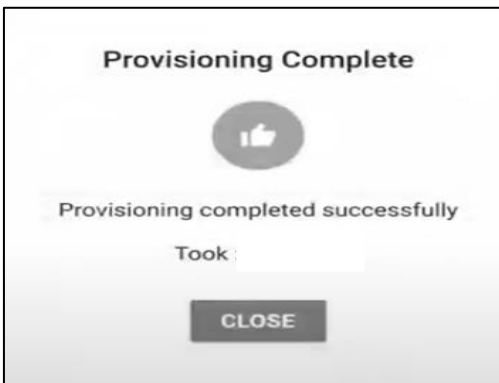 Provisioning Complete
Provisioning completed successfully
Took :
CLOSE